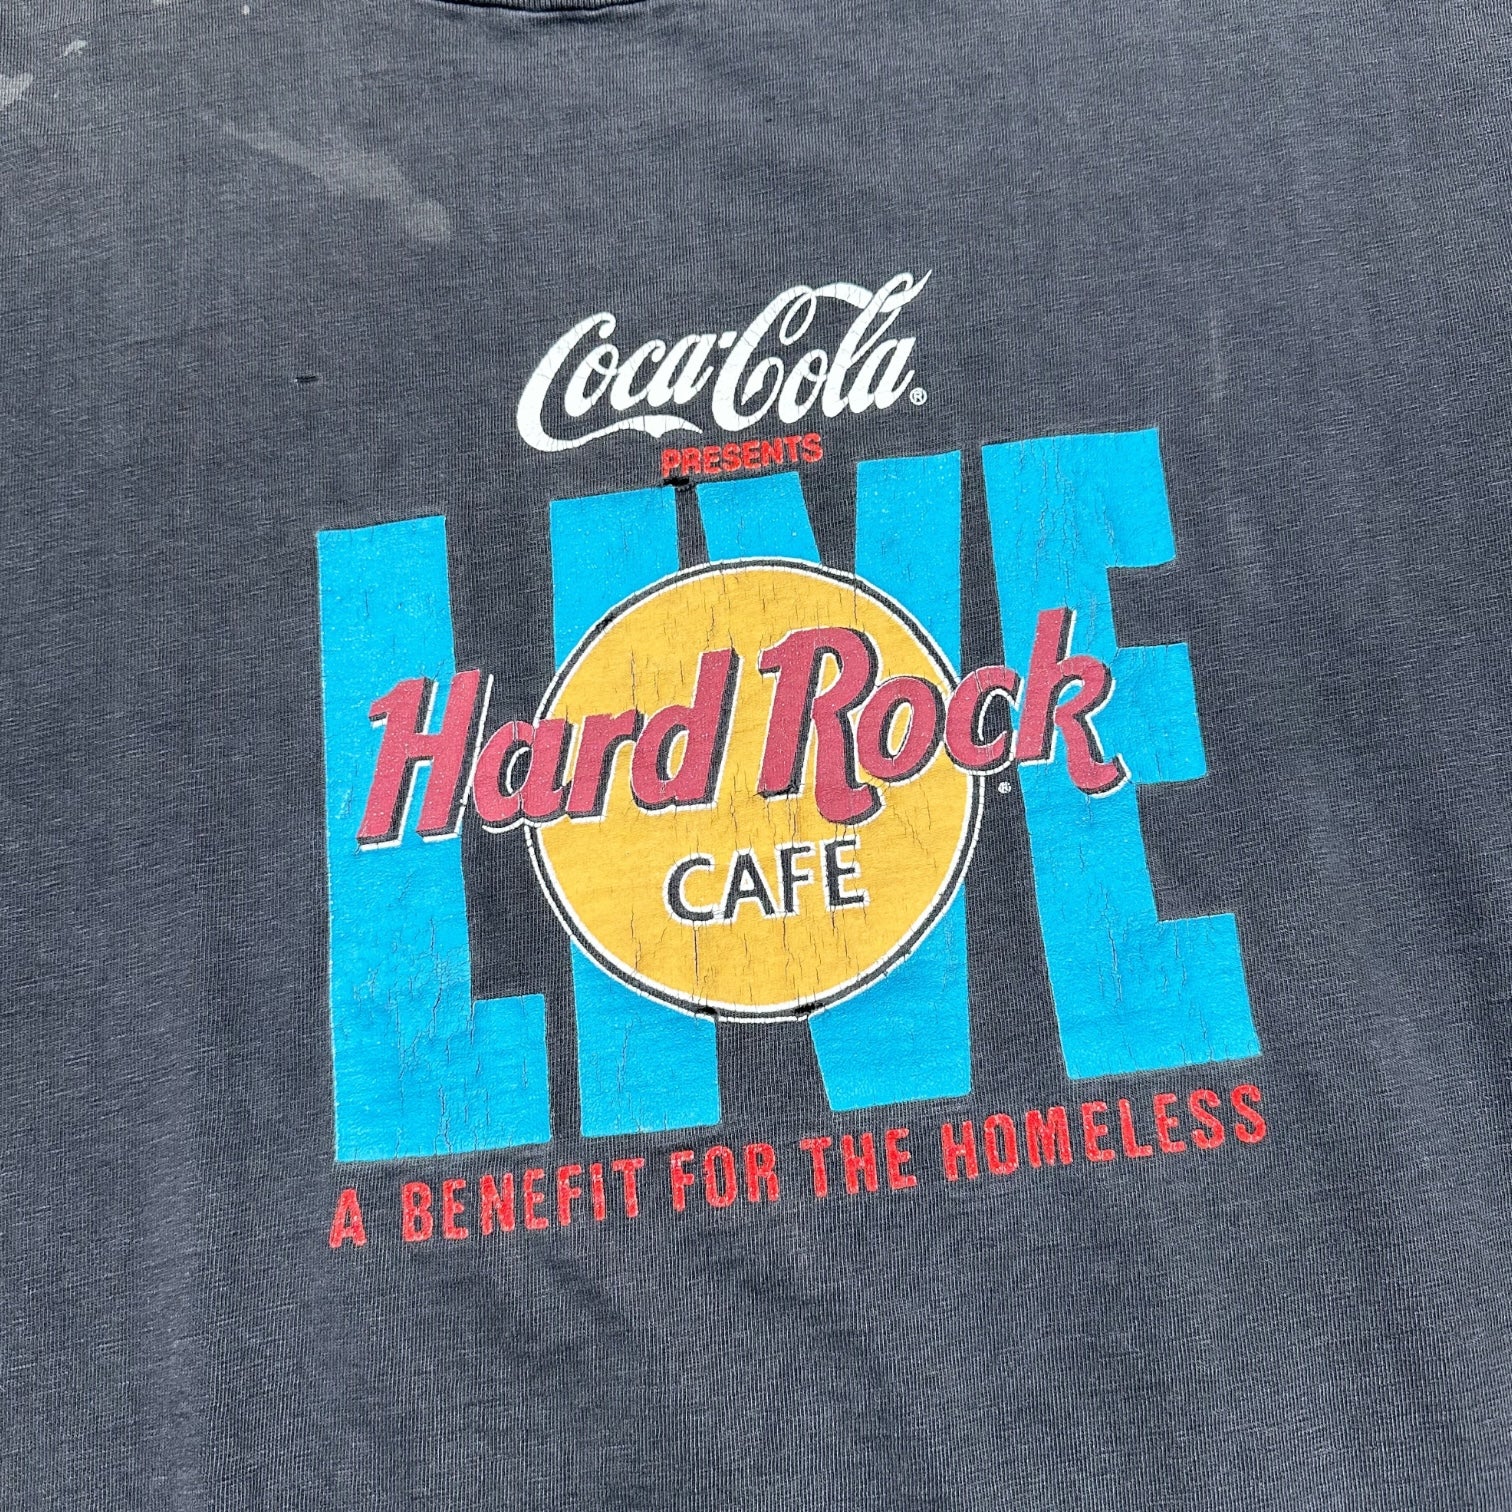 Coca-Cola®
PRESENTS
LIVE
Hard Rock®
CAFE
A BENEFIT FOR THE HOMELESS